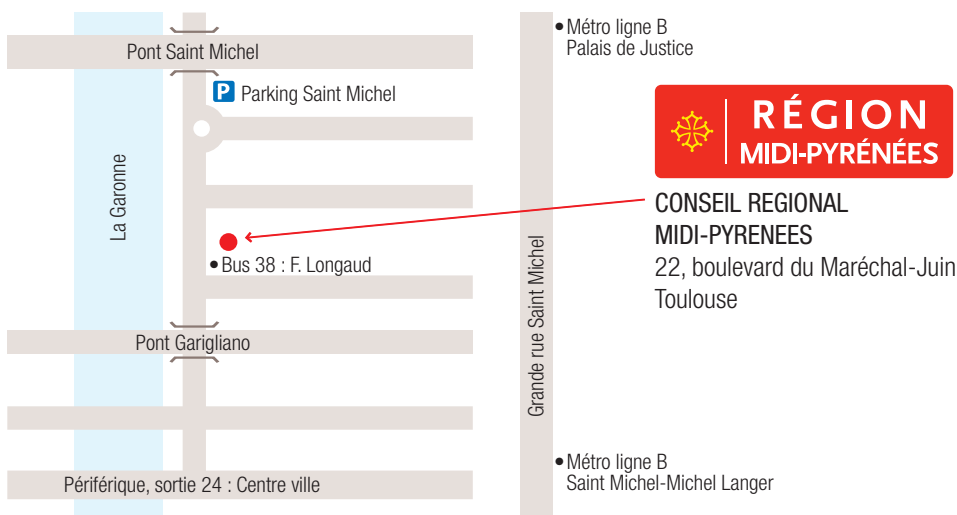 Métro ligne B
Palais de Justice
Pont Saint Michel
P Parking Saint Michel
RÉGION
MIDI-PYRÉNÉES
La Garonne
CONSEIL REGIONAL
MIDI-PYRENEES
22, boulevard du Maréchal-Juin
Toulouse
Bus 38 : F. Longaud
Grande rue Saint Michel
Pont Garigliano
Métro ligne B
Saint Michel-Michel Langer
Périférique, sortie 24 : Centre ville